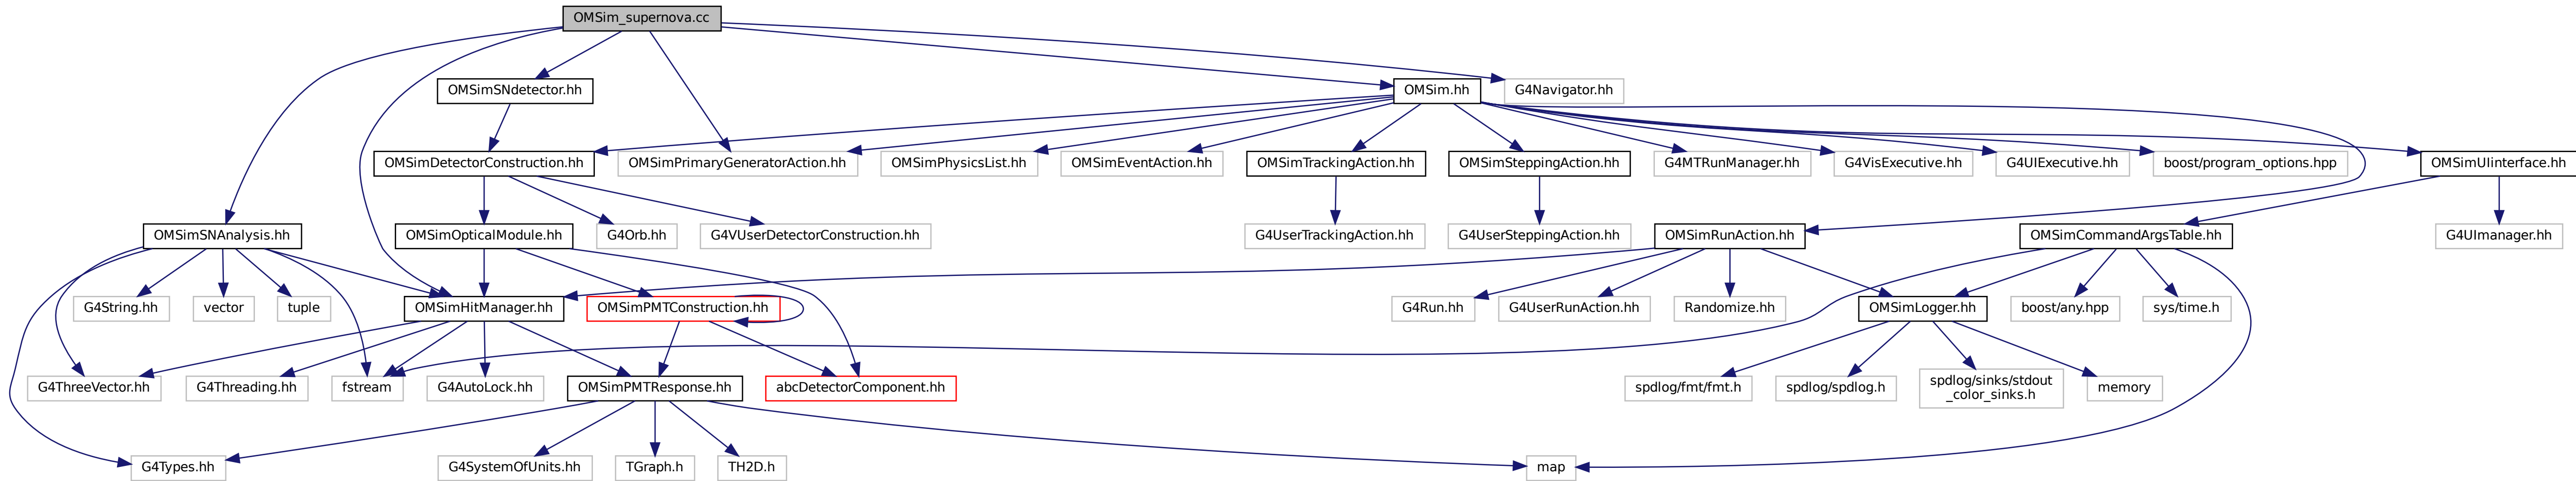 OMSim_supernova.cc
OMSimSNdetector.hh
OMSim.hh
G4Navigator.hh
OMSimDetectorConstruction.hh
OMSimPrimaryGeneratorAction.hh
OMSimPhysicsList.hh
OMSimEventAction.hh
OMSimTrackingAction.hh
OMSimSteppingAction.hh
G4MTRunManager.hh
G4VisExecutive.hh
G4UIExecutive.hh
boost/program_options.hpp
OMSimUIinterface.hh
OMSimSNAnalysis.hh
OMSimOpticalModule.hh
G4Orb.hh
G4VUserDetectorConstruction.hh
G4UserTrackingAction.hh
G4UserSteppingAction.hh
OMSimRunAction.hh
OMSimCommandArgsTable.hh
G4UImanager.hh
G4String.hh
vector
tuple
OMSimHitManager.hh
OMSimPMTConstruction.hh
G4Run.hh
G4UserRunAction.hh
Randomize.hh
OMSimLogger.hh
boost/any.hpp
sys/time.h
G4ThreeVector.hh
G4Threading.hh
fstream
G4AutoLock.hh
OMSimPMTResponse.hh
abcDetectorComponent.hh
spdlog/fmt/fmt.h
spdlog/spdlog.h
spdlog/sinks/stdout
_color_sinks.h
memory
G4Types.hh
G4SystemOfUnits.hh
TGraph.h
TH2D.h
map